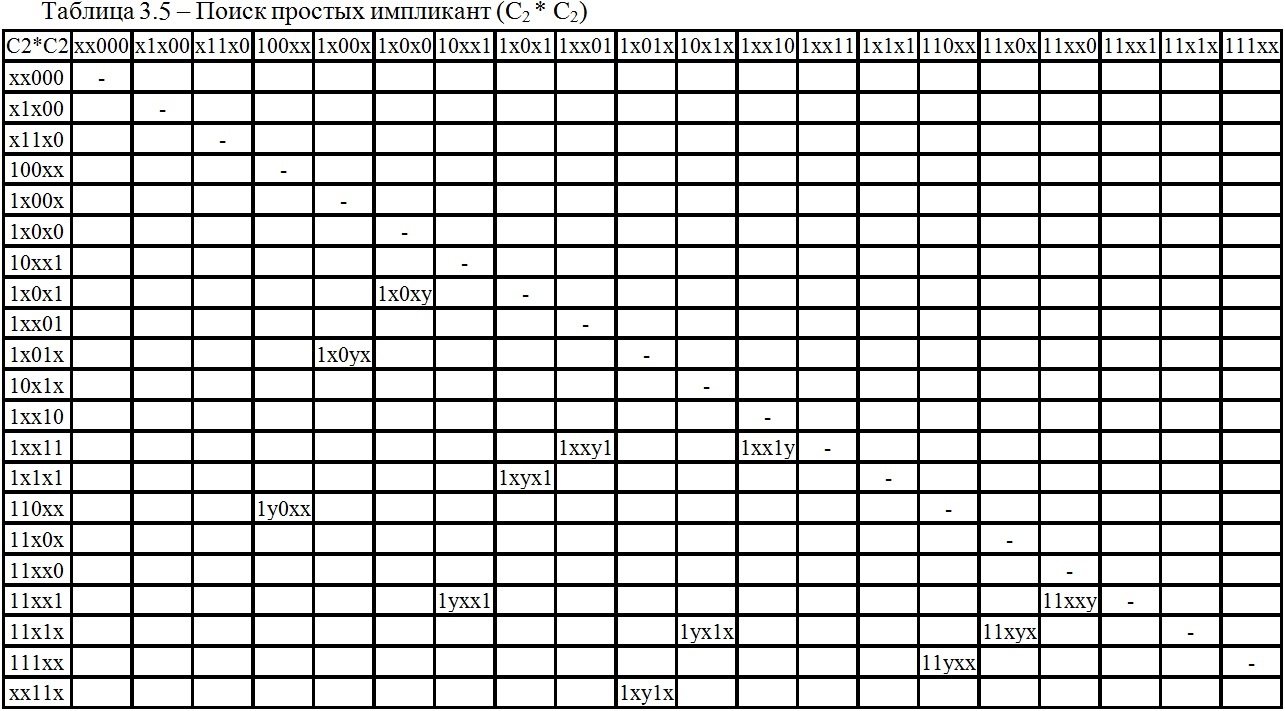 Таблица 3.5 – Поиск простых импликант (C2 * C2)
C2*C2 xx000 x1x00 x11x0 100xx 1x00x 1x0x0 10xx1 1x0x1 1xx01 1x01x 10x1x 1xx10 1xx11 1x1x1 110xx 11x0x 11xx0 11xx1 11x1x 111xx
xx000 -
x1x00 -
x11x0 -
100xx -
1x00x -
1x0x0 -
10xx1 -
1x0x1 1x0xy -
1xx01 -
1x01x 1x0yx -
10x1x -
1xx10 -
1xx11 1xxy1 1xx1y -
1x1x1 1xyx1 -
110xx 1y0xx -
11x0x -
11xx0 -
11xx1 1yxx1 11xxy -
11x1x 1yx1x 11xyx -
111xx 11yxx -
xx11x 1xy1x